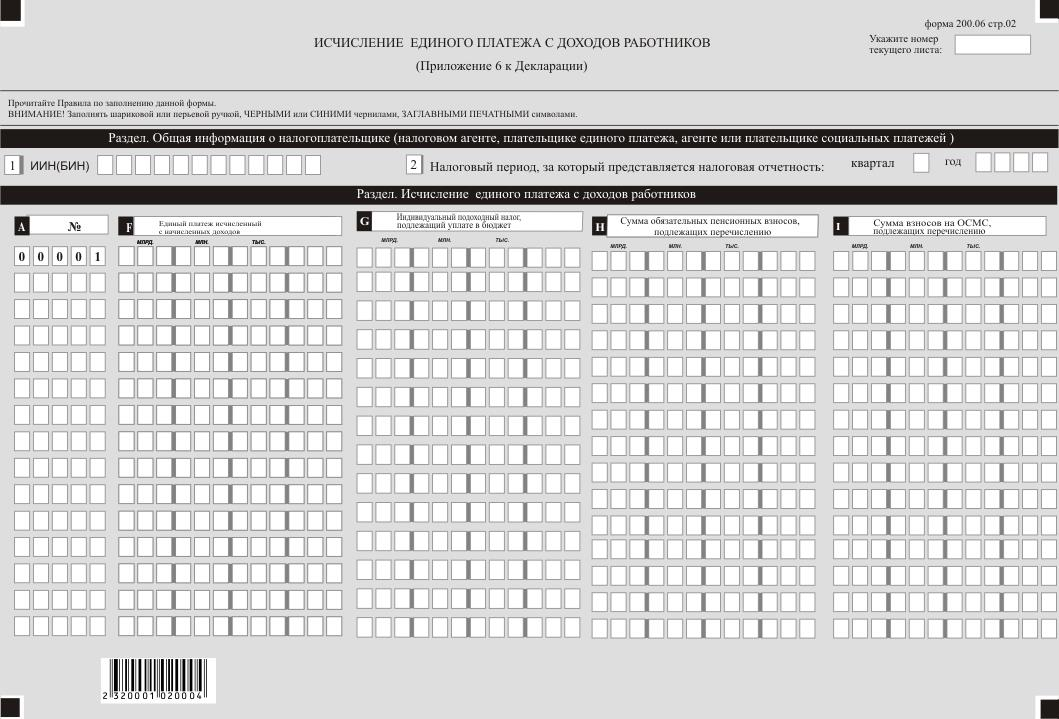 форма 200.06 стр.02
ИСЧИСЛЕНИЕ ЕДИНОГО ПЛАТЕЖА С ДОХОДОВ РАБОТНИКОВ
Укажите номер
текущего листа:
(Приложение 6 к Декларации)
Прочитайте Правила по заполнению данной формы.
ВНИМАНИЕ! Заполнять шариковой или перьевой ручкой, ЧЕРНЫМИ или СИНИМИ чернилами, ЗАГЛАВНЫМИ ПЕЧАТНЫМИ символами.
Раздел. Общая информация о налогоплательщике (налоговом агенте, плательщике единого платежа, агенте или плательщике социальных платежей )
1 ИИН(БИН)
2 Налоговый период, за который представляется налоговая отчетность: квартал год
Раздел. Исчисление единого платежа с доходов работников
A №
F Единый платеж исчисленный
с начисленных доходов
G Индивидуальный подоходный налог,
подлежащий уплате в бюджет
H Сумма обязательных пенсионных взносов,
подлежащих перечислению
I Сумма взносов на ОСМС,
подлежащих перечислению
МЛРД. МЛН. ТЫС. МЛРД. МЛН. ТЫС. МЛРД. МЛН. ТЫС. МЛРД. МЛН. ТЫС.
0 0 0 0 1
2 320001 020004